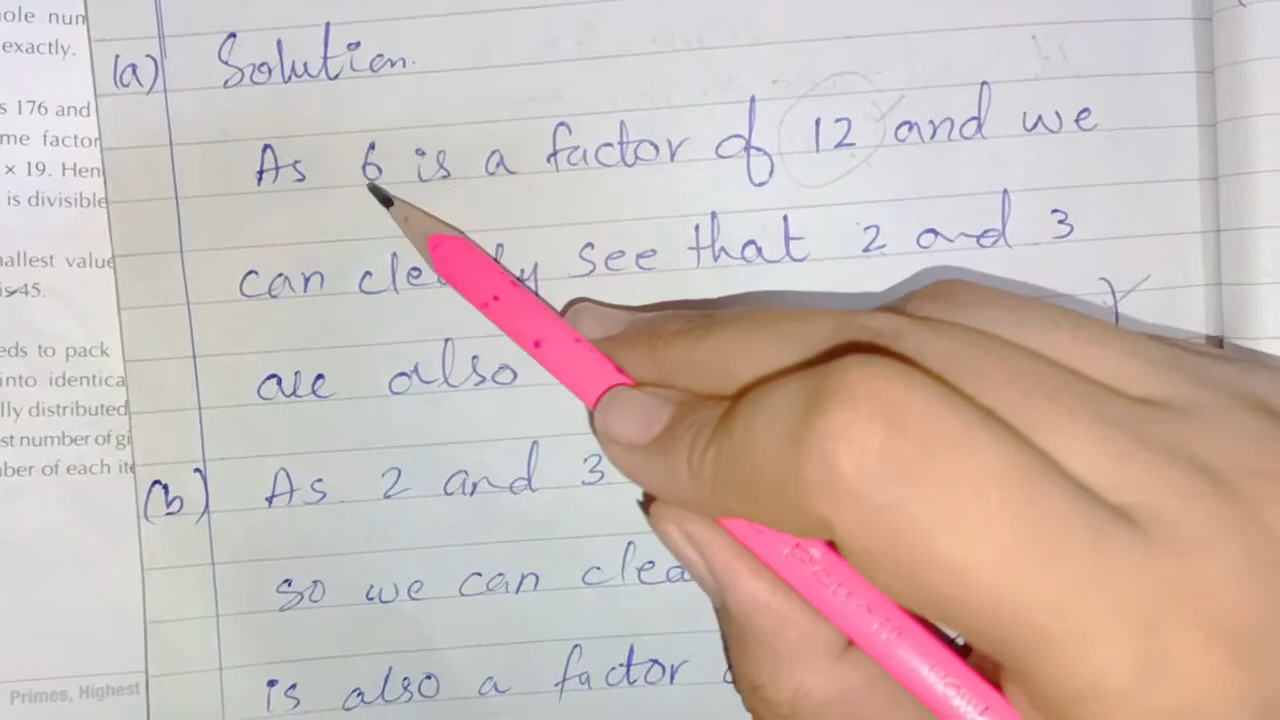 ole num
exactly.
s 176 and
me factor
× 19. Hen
is divisible
allest value
is 45.
eds to pack
into identica
lly distributed
st number of gi
ber of each ite
Primes, Highest
(a) Solution.
As 6 is a factor of 12 and we
can see that 2 and 3
are also
(b) As 2 and 3
so we can clea
is also a factor